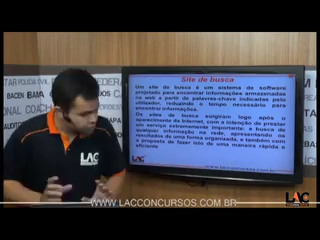 Site de busca
Um site de busca é um sistema de software
projetado para encontrar informações armazenadas
na web a partir de palavras-chave indicadas pelo
utilizador, reduzindo o tempo necessário para
encontrar informações.
Os sites de busca surgiram logo após o
aparecimento da Internet, com a intenção de prestar
um serviço extremamente importante: a busca de
qualquer informação na rede, apresentando os
resultados de uma forma organizada, e também com
a proposta de fazer isto de uma maneira rápida e
eficiente
LAC
BACEN
COACH
LAC
CONCURSOS
WWW.LACCONCURSOS.COM.BR
LAC